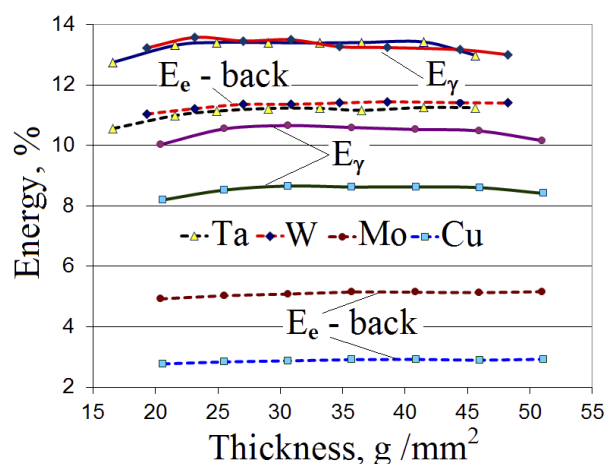 14
12
10
8
6
4
2
Energy, %
Eₑ - back
Eᵧ
Eᵧ
Ta W Mo Cu
Eₑ - back
15 20 25 30 35 40 45 50 55
Thickness, g /mm²